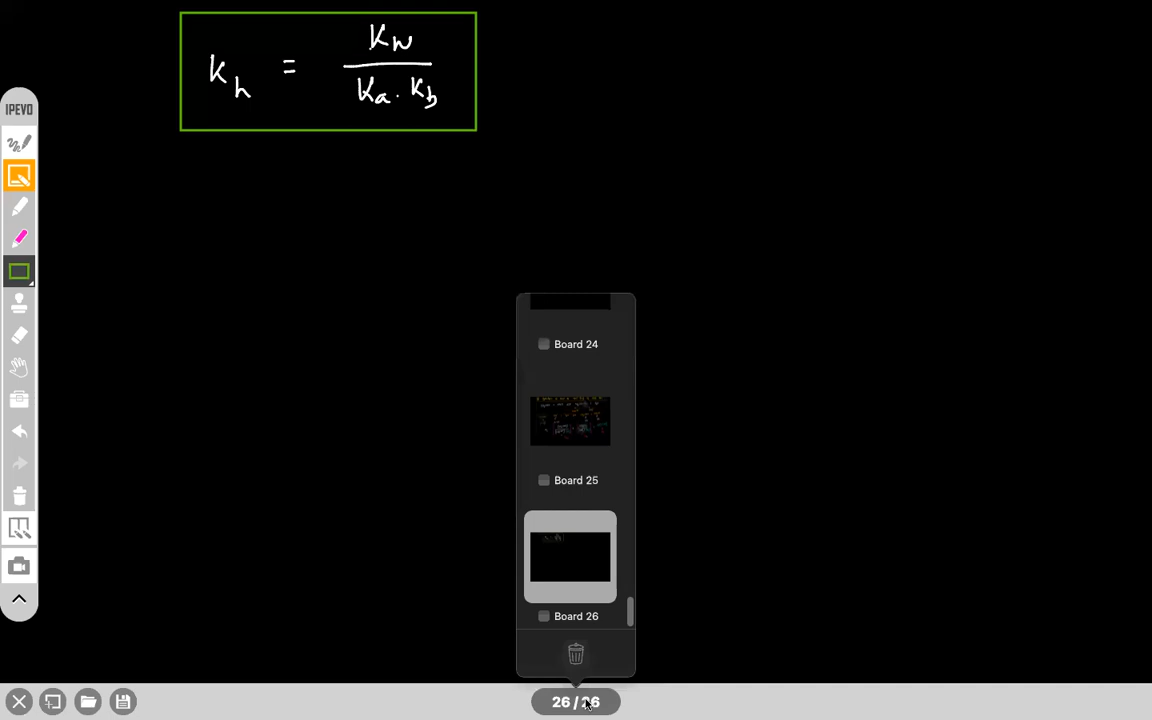 Kh = Kw / Ka . Kb
IPEVO
Board 24
Board 25
Board 26
26 / 26